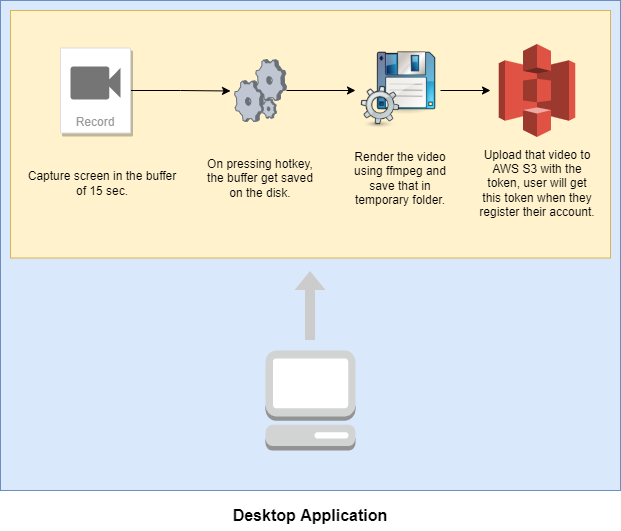 Record
Capture screen in the buffer
of 15 sec.
On pressing hotkey,
the buffer get saved
on the disk.
Render the video
using ffmpeg and
save that in
temporary folder.
Upload that video to
AWS S3 with the
token, user will get
this token when they
register their account.
Desktop Application